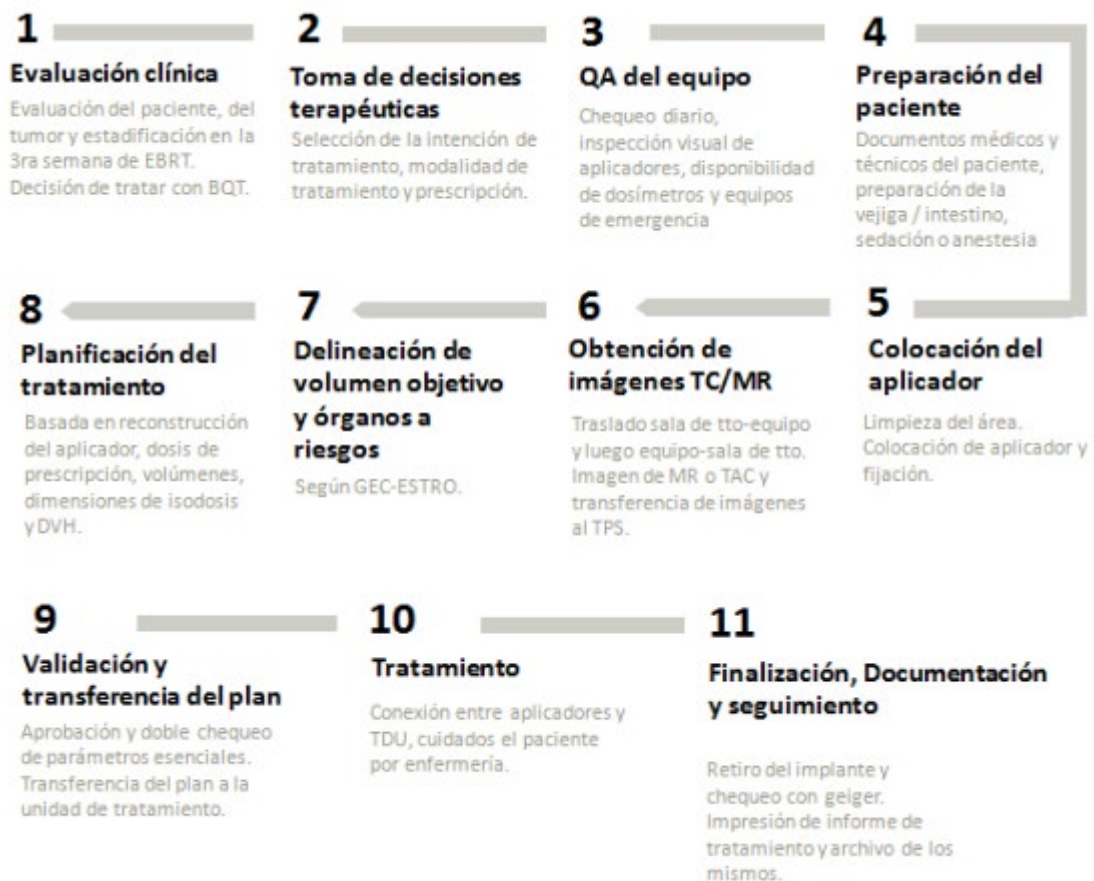 1
Evaluación clínica
Evaluación del paciente, del
tumor y estadificación en la
3ra semana de EBRT.
Decisión de tratar con BQT.
2
Toma de decisiones
terapéuticas
Selección de la intención de
tratamiento, modalidad de
tratamiento y prescripción.
3
QA del equipo
Chequeo diario,
inspección visual de
aplicadores, disponibilidad
de dosímetros y equipos
de emergencia
4
Preparación del
paciente
Documentos médicos y
técnicos del paciente,
preparación de la
vejiga / intestino,
sedación o anestesia
5
Colocación del
aplicador
Limpieza del área.
Colocación de aplicador y
fijación.
6
Obtención de
imágenes TC/MR
Traslado sala de tto-equipo
y luego equipo-sala de tto.
Imagen de MR o TAC y
transferencia de imágenes
al TPS.
7
Delineación de
volumen objetivo
y órganos a
riesgos
Según GEC-ESTRO.
8
Planificación del
tratamiento
Basada en reconstrucción
del aplicador, dosis de
prescripción, volúmenes,
dimensiones de isodosis
y DVH.
9
Validación y
transferencia del plan
Aprobación y doble chequeo
de parámetros esenciales.
Transferencia del plan a la
unidad de tratamiento.
10
Tratamiento
Conexión entre aplicadores y
TDU, cuidados el paciente
por enfermería.
11
Finalización, Documentación
y seguimiento
Retiro del implante y
chequeo con geiger.
Impresión de informe de
tratamiento y archivo de los
mismos.